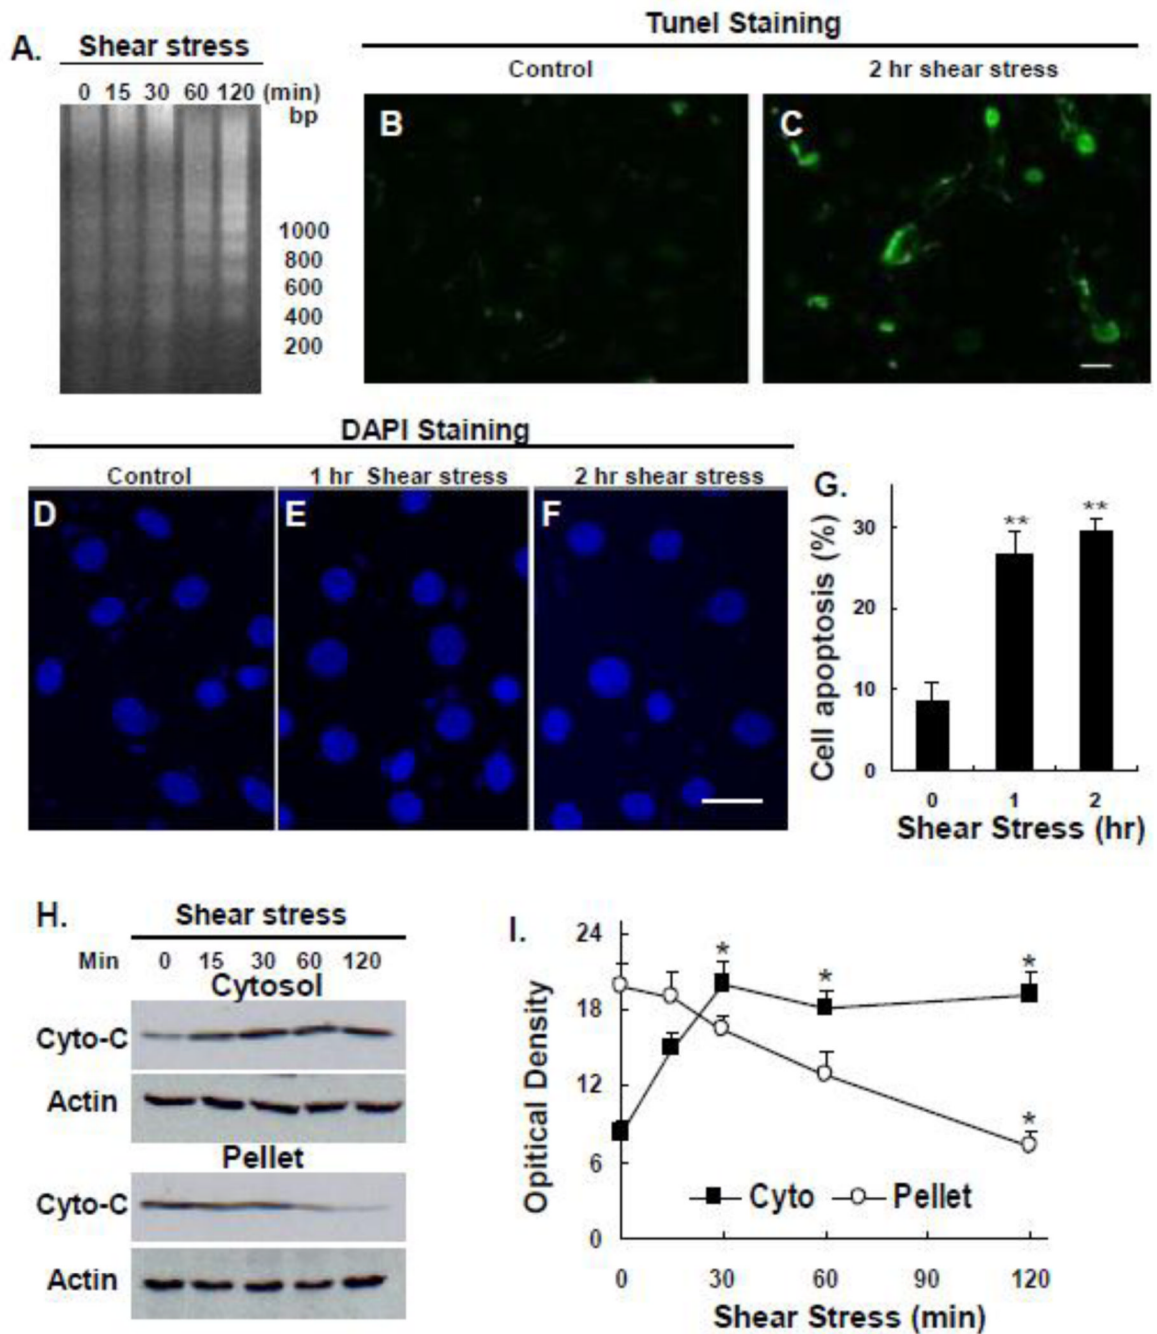 A.
Shear stress
0 15 30 60 120 (min)
bp
1000
800
600
400
200
Tunel Staining
Control
2 hr shear stress
B
C
DAPI Staining
Control
1 hr Shear stress
2 hr shear stress
D
E
F
G.
Cell apoptosis (%)
30
20
10
0
**
**
0 1 2
Shear Stress (hr)
H.
Shear stress
Min 0 15 30 60 120
Cytosol
Cyto-C
Actin
Pellet
Cyto-C
Actin
I.
Opitical Density
24
18
12
6
0
*
*
*
*
Cyto Pellet
0 30 60 90 120
Shear Stress (min)